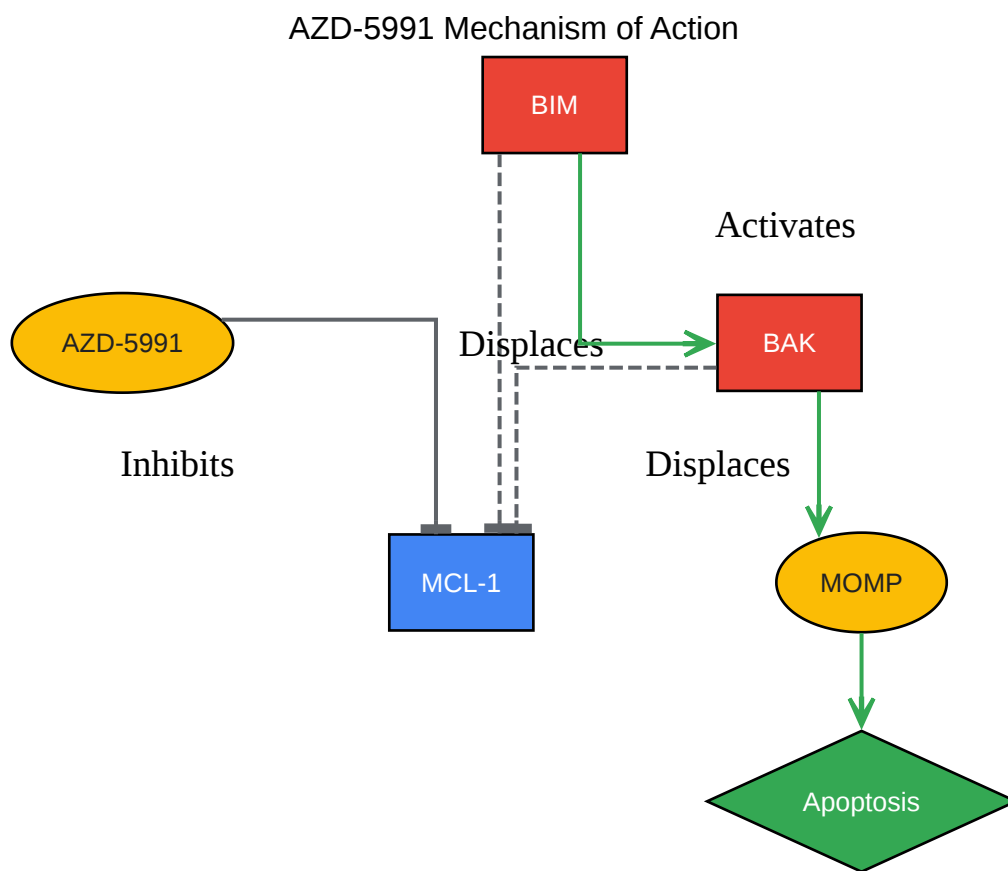 AZD-5991 Mechanism of Action
BIM
Activates
AZD-5991
Displaces
BAK
Inhibits
Displaces
MCL-1
MOMP
Apoptosis